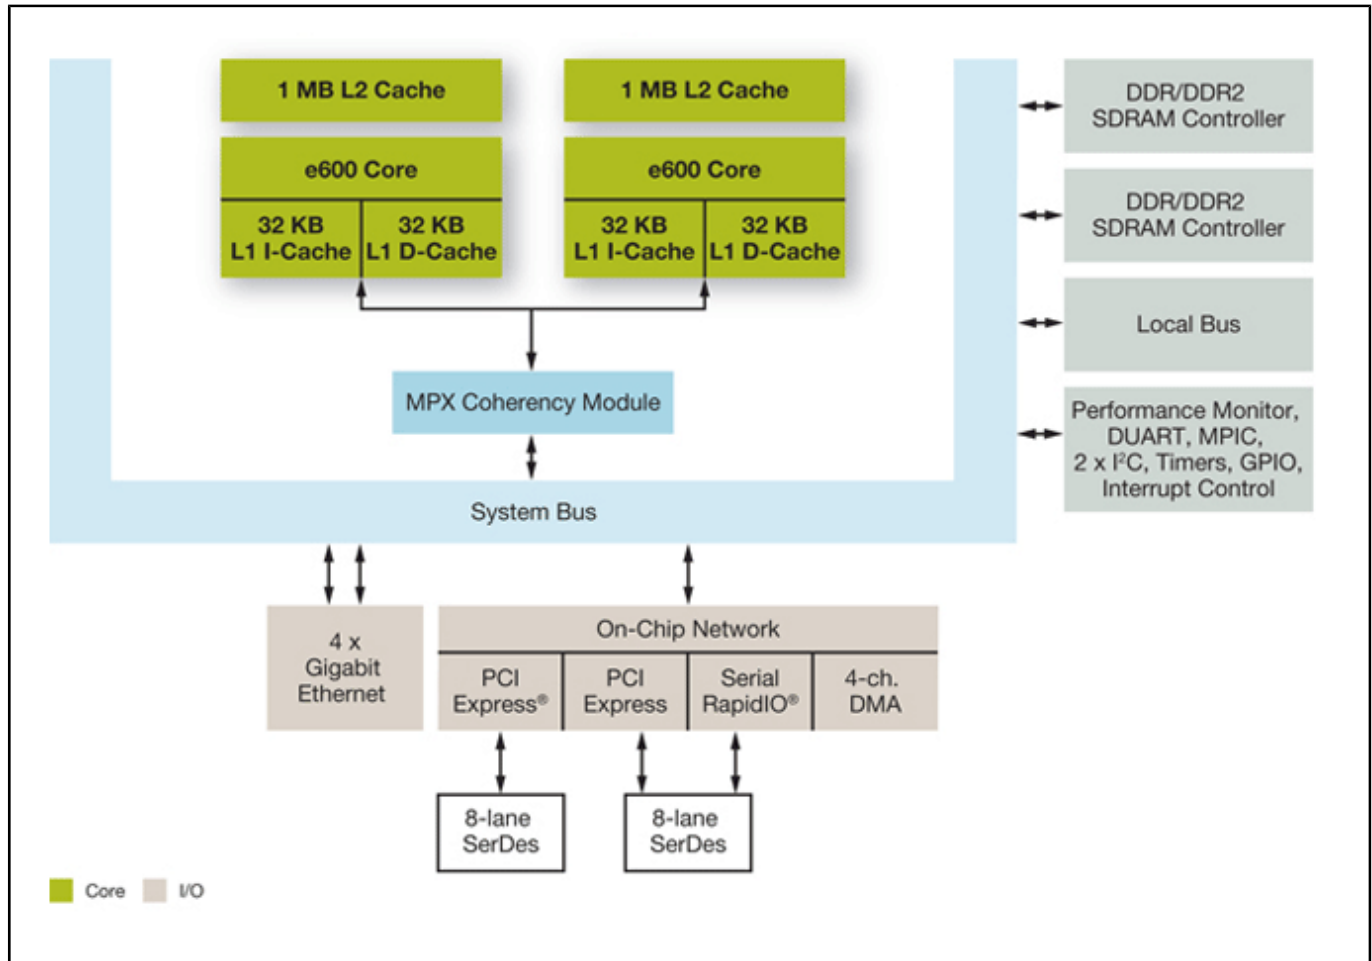 1 MB L2 Cache
1 MB L2 Cache
e600 Core
32 KB
L1 I-Cache
32 KB
L1 D-Cache
e600 Core
32 KB
L1 I-Cache
32 KB
L1 D-Cache
MPX Coherency Module
System Bus
DDR/DDR2
SDRAM Controller
DDR/DDR2
SDRAM Controller
Local Bus
Performance Monitor,
DUART, MPIC,
2 x I²C, Timers, GPIO,
Interrupt Control
4 x
Gigabit
Ethernet
On-Chip Network
PCI
Express®
PCI
Express
Serial
RapidIO®
4-ch.
DMA
8-lane
SerDes
8-lane
SerDes
Core
I/O